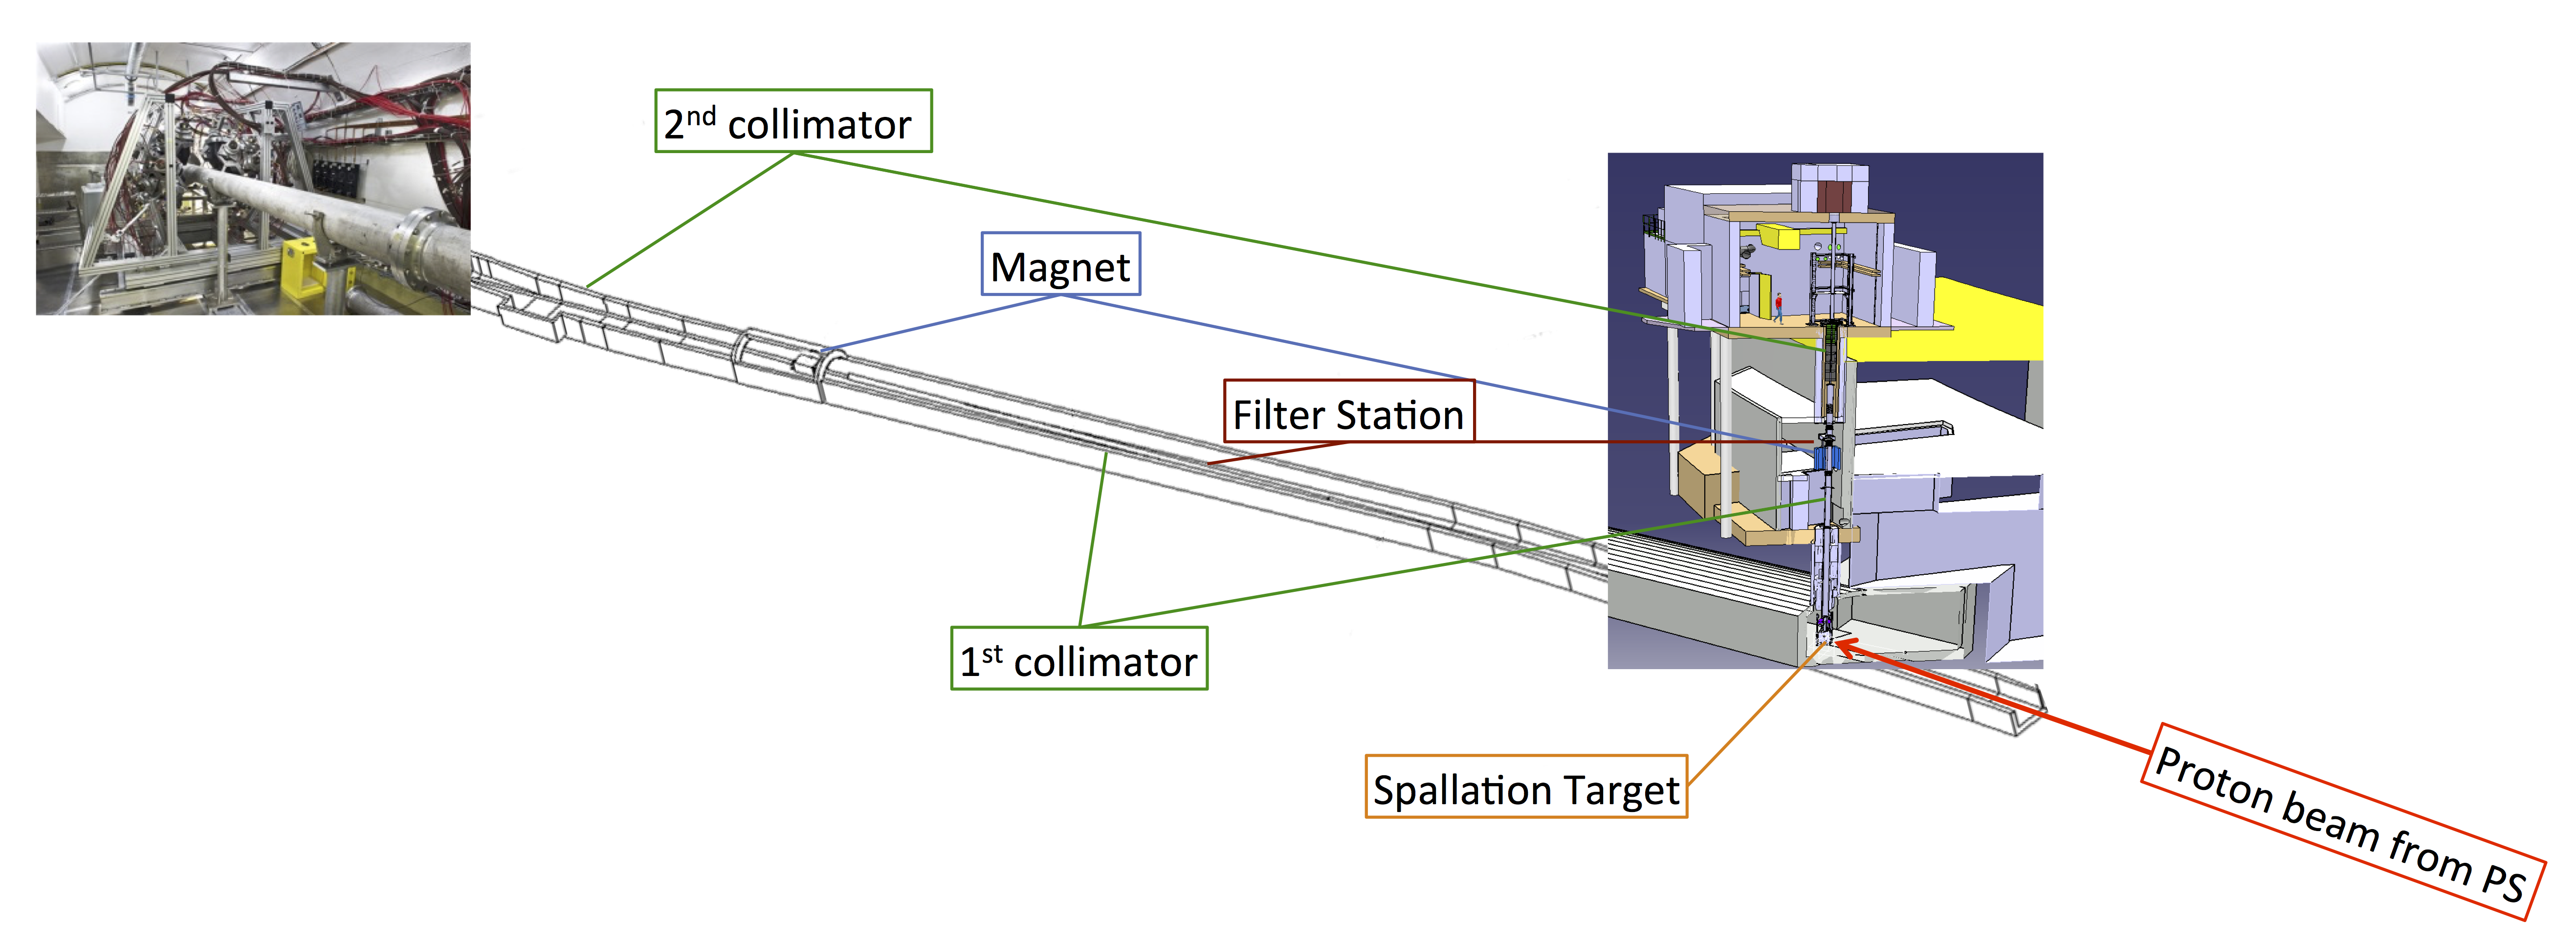 2nd collimator
Magnet
Filter Station
1st collimator
Spallation Target
Proton beam from PS